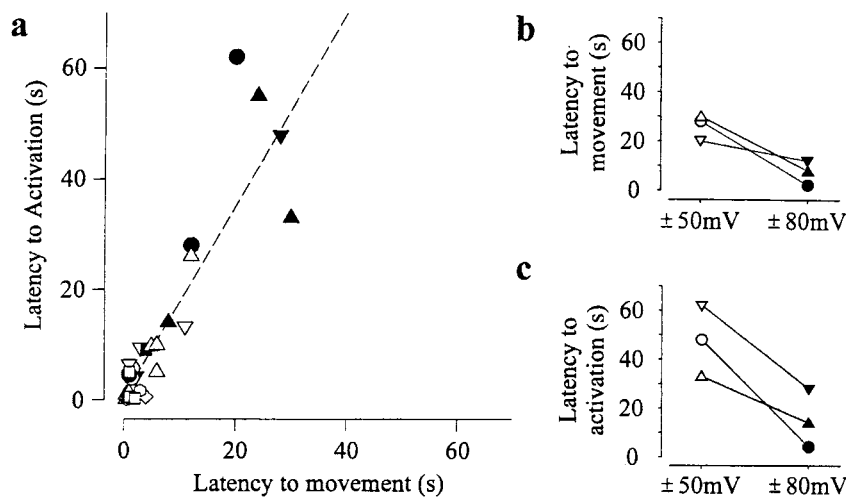 a
Latency to Activation (s)
60
40
20
0
0 20 40 60
Latency to movement (s)
b
Latency to
movement (s)
60
40
20
0
± 50mV ± 80mV
c
Latency to
activation (s)
60
40
20
0
± 50mV ± 80mV